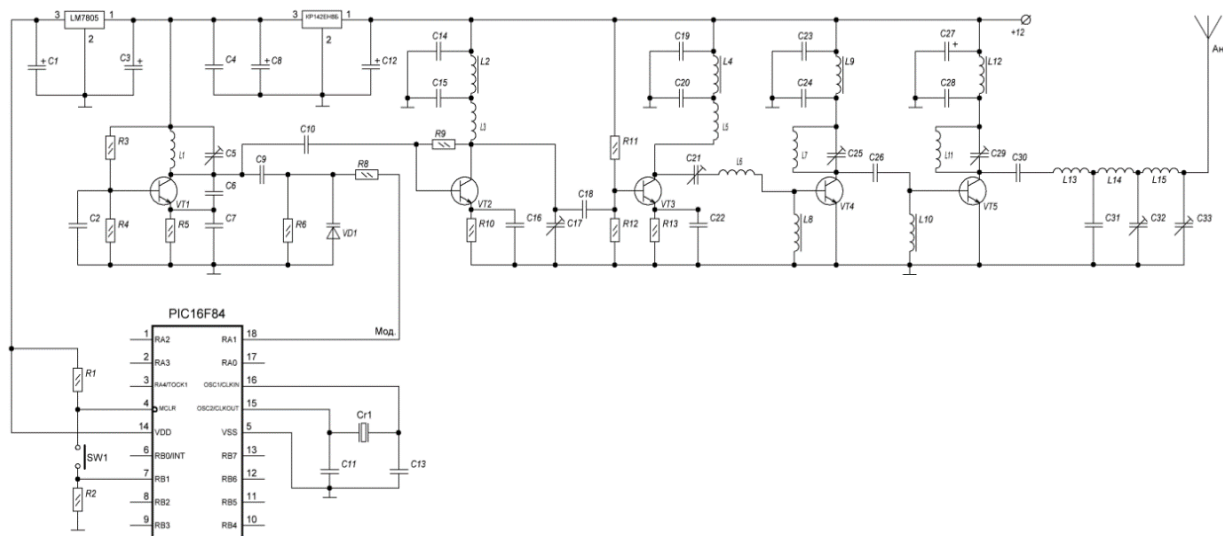 3 LM7805 1
2
C1
C3
C4
C8
3 КР142ЕН8Б 1
2
C12
C14
C15
L2
L3
C19
C20
L4
L5
C23
C24
L9
C27
C28
L12
+12
Ан
R3
L1
C5
C6
C7
C2
R4
R5
VT1
C9
C10
R6
VD1
R8
R9
VT2
R10
C16
C17
C18
R11
R12
VT3
R13
C21
L6
C22
L7
C25
L8
VT4
C26
L10
L11
C29
VT5
C30
L13
L14
L15
C31
C32
C33
Мод.
PIC16F84
1 RA2 RA1 18
2 RA3 RA0 17
3 RA4/TOCK1 OSC1/CLKIN 16
4 MCLR OSC2/CLKOUT 15
14 VDD VSS 5
6 RB0/INT RB7 13
7 RB1 RB6 12
8 RB2 RB5 11
9 RB3 RB4 10
R1
SW1
R2
Cr1
C11
C13